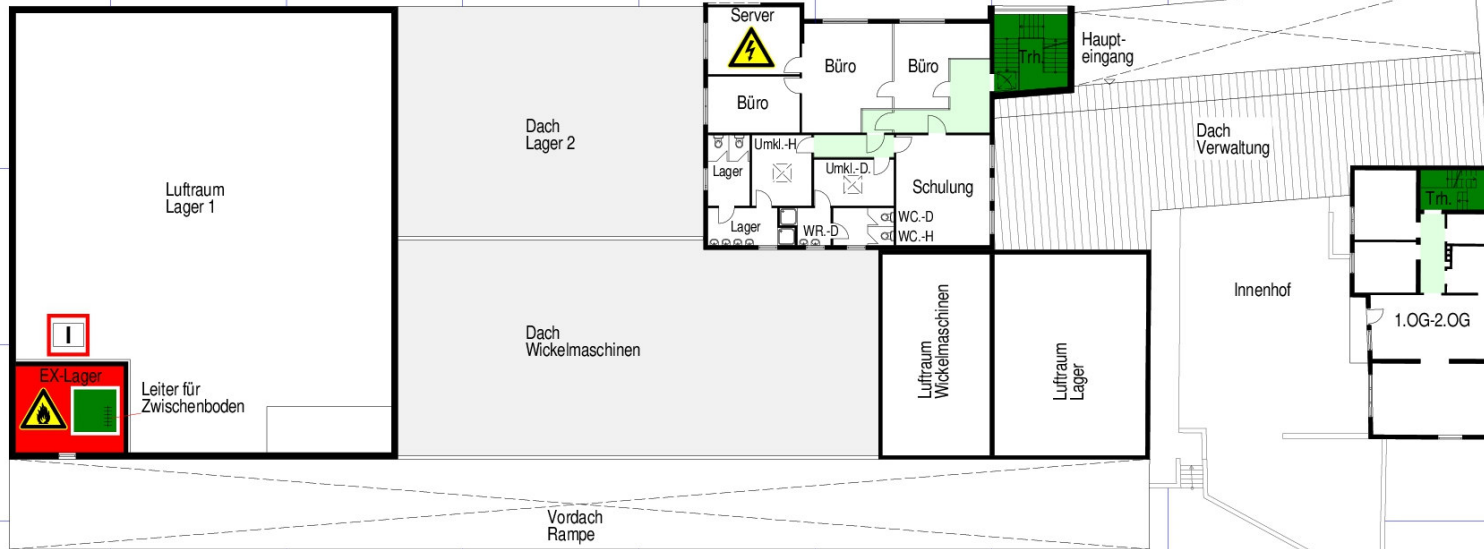 Server
Büro
Büro
Büro
Trh.
Haupt-
eingang
Dach
Lager 2
Dach
Verwaltung
Umkl.-H
Lager
Umkl.-D.
Schulung
Luftraum
Lager 1
Trh.
Lager
WR.-D
WC.-D
WC.-H
Innenhof
1.OG-2.OG
I
Dach
Wickelmaschinen
Luftraum
Wickelmaschinen
Luftraum
Lager
EX-Lager
Leiter für
Zwischenboden
Vordach
Rampe